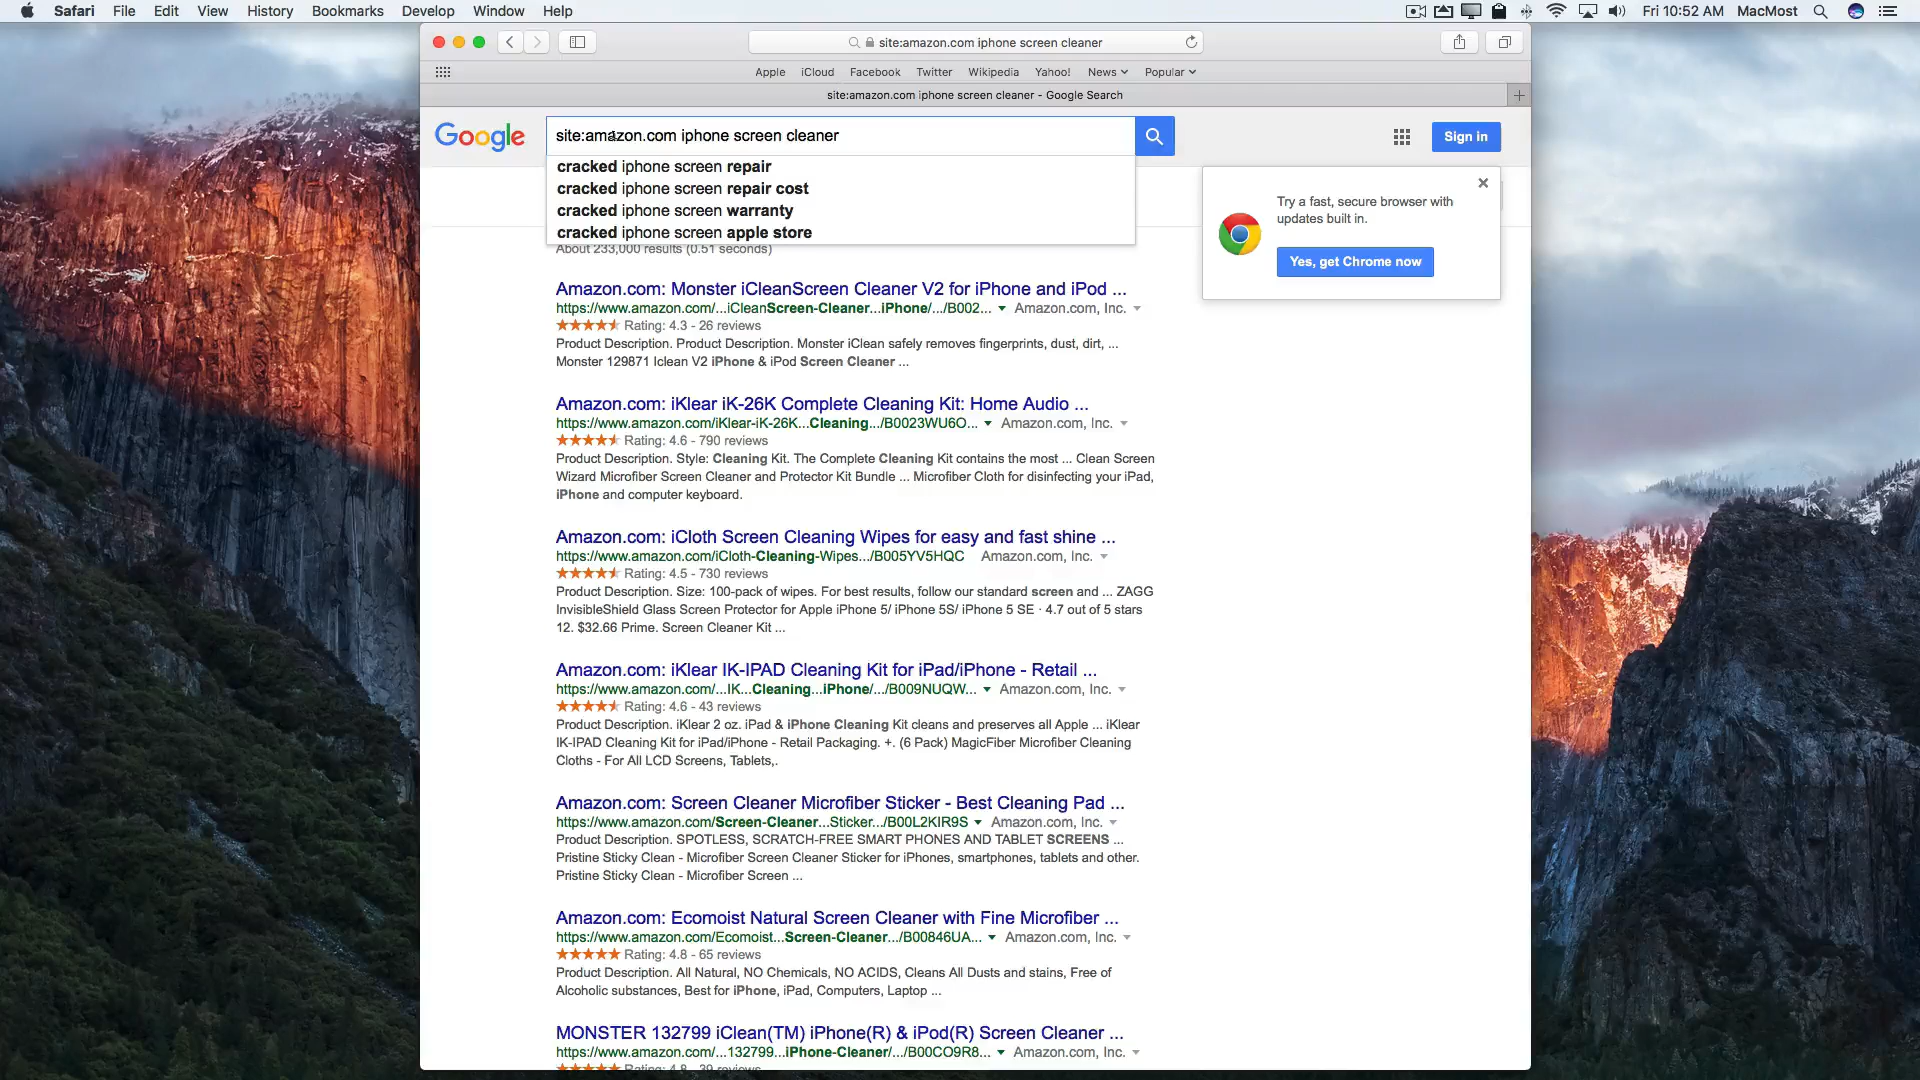 Safari File Edit View History Bookmarks Develop Window Help Fri 10:52 AM MacMost
site:amazon.com iphone screen cleaner
Apple iCloud Facebook Twitter Wikipedia Yahoo! News Popular
site:amazon.com iphone screen cleaner - Google Search
Google site:amazon.com iphone screen cleaner Sign in
cracked iphone screen repair
cracked iphone screen repair cost
cracked iphone screen warranty
cracked iphone screen apple store
Try a fast, secure browser with
updates built in.
Yes, get Chrome now
About 233,000 results (0.51 seconds)
Amazon.com: Monster iCleanScreen Cleaner V2 for iPhone and iPod ...
https://www.amazon.com/...iCleanScreen-Cleaner...iPhone/.../B002... Amazon.com, Inc.
Rating: 4.3 - 26 reviews
Product Description. Product Description. Monster iClean safely removes fingerprints, dust, dirt, ...
Monster 129871 Iclean V2 iPhone & iPod Screen Cleaner ...
Amazon.com: iKlear iK-26K Complete Cleaning Kit: Home Audio ...
https://www.amazon.com/iKlear-iK-26K...Cleaning.../B0023WU6O... Amazon.com, Inc.
Rating: 4.6 - 790 reviews
Product Description. Style: Cleaning Kit. The Complete Cleaning Kit contains the most ... Clean Screen
Wizard Microfiber Screen Cleaner and Protector Kit Bundle ... Microfiber Cloth for disinfecting your iPad,
iPhone and computer keyboard.
Amazon.com: iCloth Screen Cleaning Wipes for easy and fast shine ...
https://www.amazon.com/iCloth-Cleaning-Wipes.../B005YV5HQC Amazon.com, Inc.
Rating: 4.5 - 730 reviews
Product Description. Size: 100-pack of wipes. For best results, follow our standard screen and ... ZAGG
InvisibleShield Glass Screen Protector for Apple iPhone 5/ iPhone 5S/ iPhone 5 SE · 4.7 out of 5 stars
12. $32.66 Prime. Screen Cleaner Kit ...
Amazon.com: iKlear IK-IPAD Cleaning Kit for iPad/iPhone - Retail ...
https://www.amazon.com/...IK...Cleaning...iPhone/.../B009NUQW... Amazon.com, Inc.
Rating: 4.6 - 43 reviews
Product Description. iKlear 2 oz. iPad & iPhone Cleaning Kit cleans and preserves all Apple ... iKlear
IK-IPAD Cleaning Kit for iPad/iPhone - Retail Packaging. +. (6 Pack) MagicFiber Microfiber Cleaning
Cloths - For All LCD Screens, Tablets,.
Amazon.com: Screen Cleaner Microfiber Sticker - Best Cleaning Pad ...
https://www.amazon.com/Screen-Cleaner...Sticker.../B00L2KIR9S Amazon.com, Inc.
Product Description. SPOTLESS, SCRATCH-FREE SMART PHONES AND TABLET SCREENS ...
Pristine Sticky Clean - Microfiber Screen Cleaner Sticker for iPhones, smartphones, tablets and other.
Pristine Sticky Clean - Microfiber Screen ...
Amazon.com: Ecomoist Natural Screen Cleaner with Fine Microfiber ...
https://www.amazon.com/Ecomoist...Screen-Cleaner.../B00846UA... Amazon.com, Inc.
Rating: 4.8 - 65 reviews
Product Description. All Natural, NO Chemicals, NO ACIDS, Cleans All Dusts and stains, Free of
Alcoholic substances, Best for iPhone, iPad, Computers, Laptop ...
MONSTER 132799 iClean(TM) iPhone(R) & iPod(R) Screen Cleaner ...
https://www.amazon.com/...132799...iPhone-Cleaner/.../B00CO9R8... Amazon.com, Inc.
Rating: 4.8 - 39 reviews